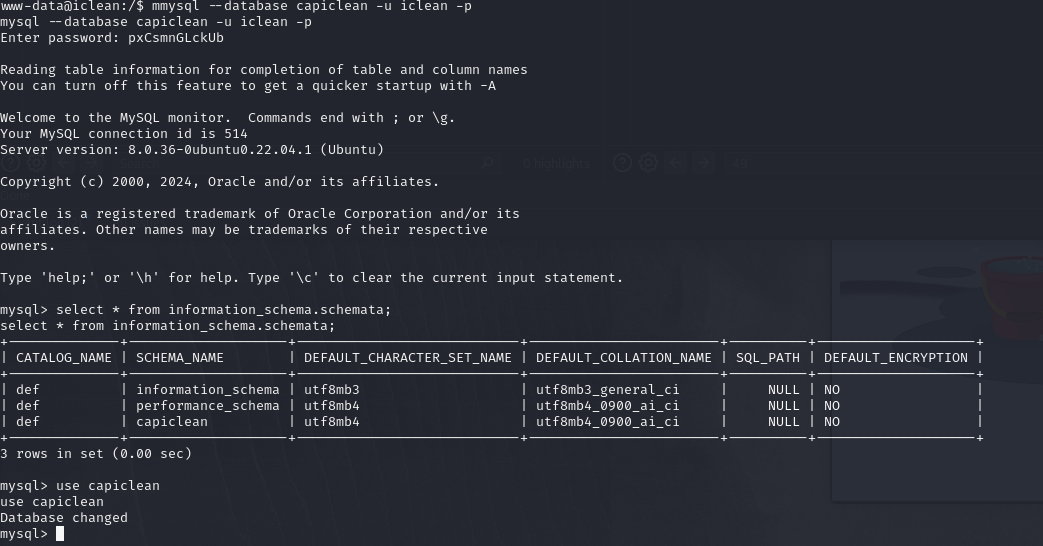 www-data@iclean:/$ mmysql --database capiclean -u iclean -p
mysql --database capiclean -u iclean -p
Enter password: pxCsmnGLckUb
Reading table information for completion of table and column names
You can turn off this feature to get a quicker startup with -A
Welcome to the MySQL monitor.  Commands end with ; or \g.
Your MySQL connection id is 514
Server version: 8.0.36-0ubuntu0.22.04.1 (Ubuntu)
0 highlights
Copyright (c) 2000, 2024, Oracle and/or its affiliates.
Oracle is a registered trademark of Oracle Corporation and/or its
affiliates. Other names may be trademarks of their respective
owners.
Type 'help;' or '\h' for help. Type '\c' to clear the current input statement.
mysql> select * from information_schema.schemata;
select * from information_schema.schemata;
+--------------+--------------------+----------------------------+------------------------+----------+--------------------+
| CATALOG_NAME | SCHEMA_NAME        | DEFAULT_CHARACTER_SET_NAME | DEFAULT_COLLATION_NAME | SQL_PATH | DEFAULT_ENCRYPTION |
+--------------+--------------------+----------------------------+------------------------+----------+--------------------+
| def          | information_schema | utf8mb3                    | utf8mb3_general_ci     |     NULL | NO                 |
| def          | performance_schema | utf8mb4                    | utf8mb4_0900_ai_ci     |     NULL | NO                 |
| def          | capiclean          | utf8mb4                    | utf8mb4_0900_ai_ci     |     NULL | NO                 |
+--------------+--------------------+----------------------------+------------------------+----------+--------------------+
3 rows in set (0.00 sec)
mysql> use capiclean
use capiclean
Database changed
mysql>